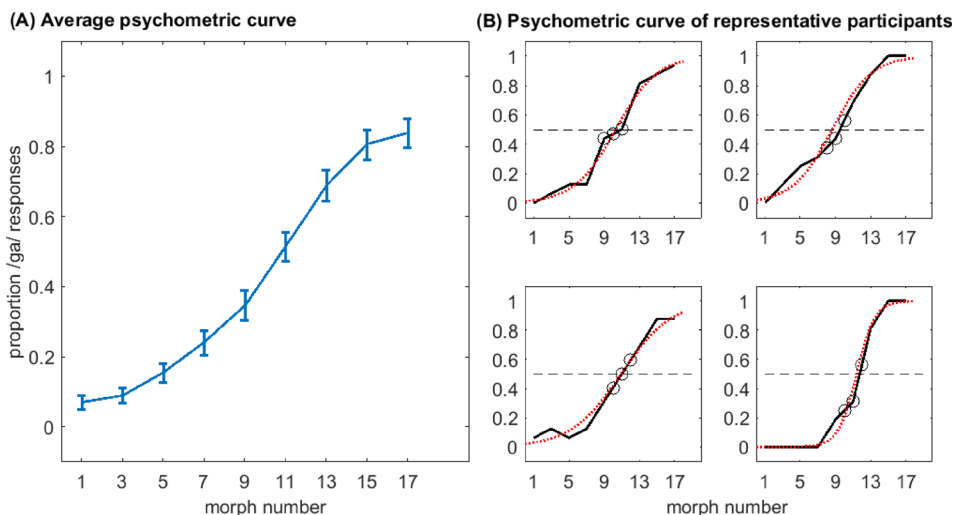 (A) Average psychometric curve
1
0.8
0.6
0.4
0.2
0
proportion /ga/ responses
1 3 5 7 9 11 13 15 17
morph number
(B) Psychometric curve of representative participants
1
0.8
0.6
0.4
0.2
0
1 5 9 13 17
1
0.8
0.6
0.4
0.2
0
1 5 9 13 17
1
0.8
0.6
0.4
0.2
0
1 5 9 13 17
morph number
1
0.8
0.6
0.4
0.2
0
1 5 9 13 17
morph number